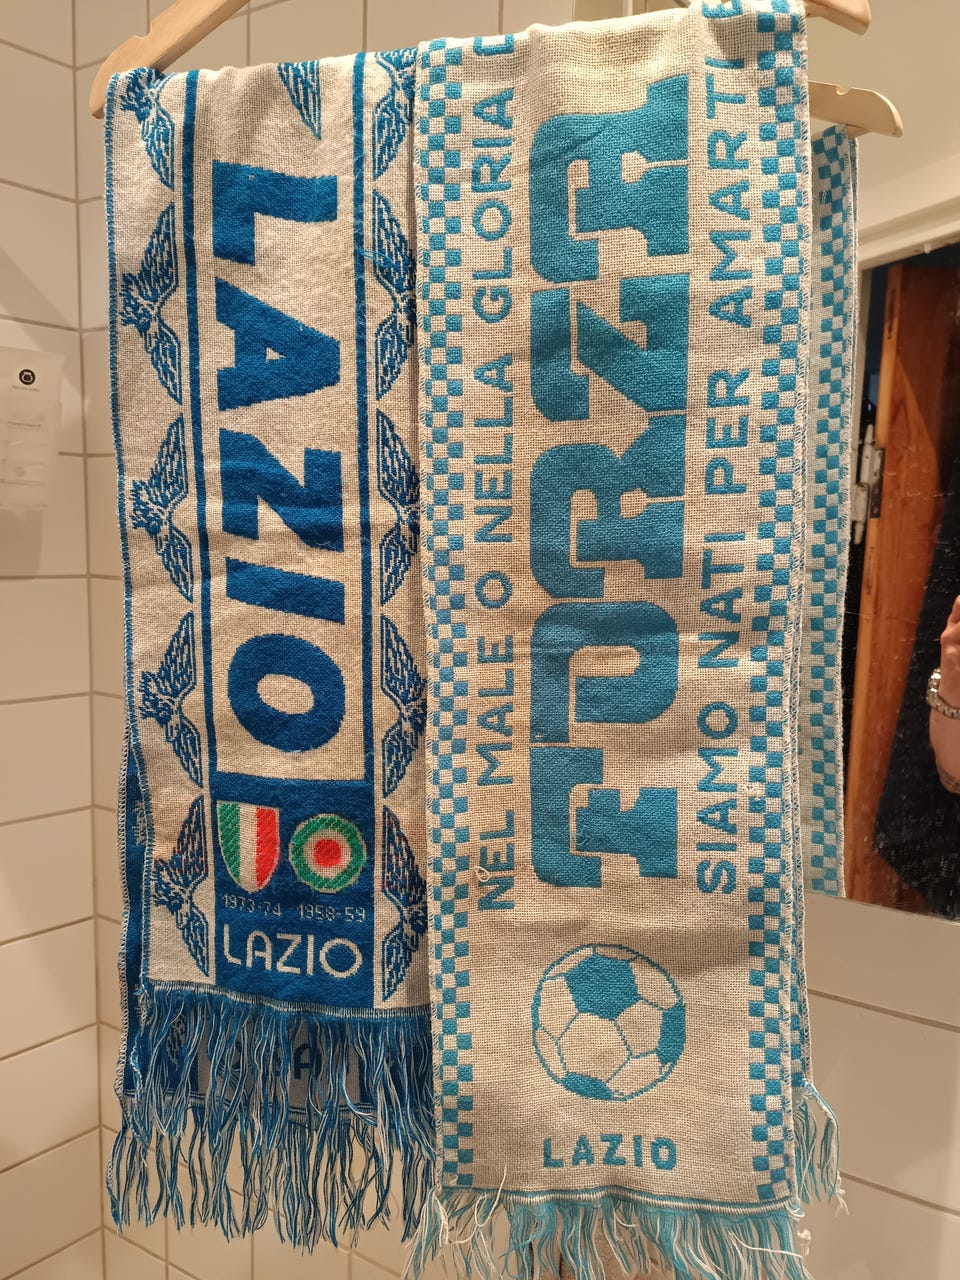 LAZIO
1973-74 1958-59
LAZIO
NEL MALE O NELLA GLORIA
FORZA
SIAMO NATI PER AMARTI E
LAZIO